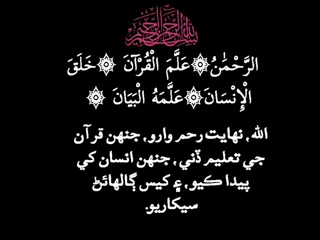 بسم الله الرحمن الرحيم
الرَّحْمَٰنُ۞عَلَّمَ الْقُرْآنَ ۞خَلَقَ
الْإِنْسَانَ۞عَلَّمَهُ الْبَيَانَ ۞
الله، نهايت رحم وارو، جنهن قرآن
جي تعليم ڏني، جنهن انسان کي
پيدا ڪيو، ۽ کيس ڳالهائڻ
سيکاريو.